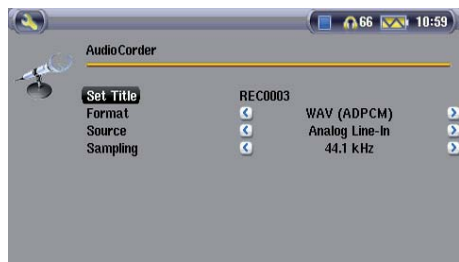 66 10:59
AudioCorder
Set Title REC0003
Format WAV (ADPCM)
Source Analog Line-In
Sampling 44.1 kHz